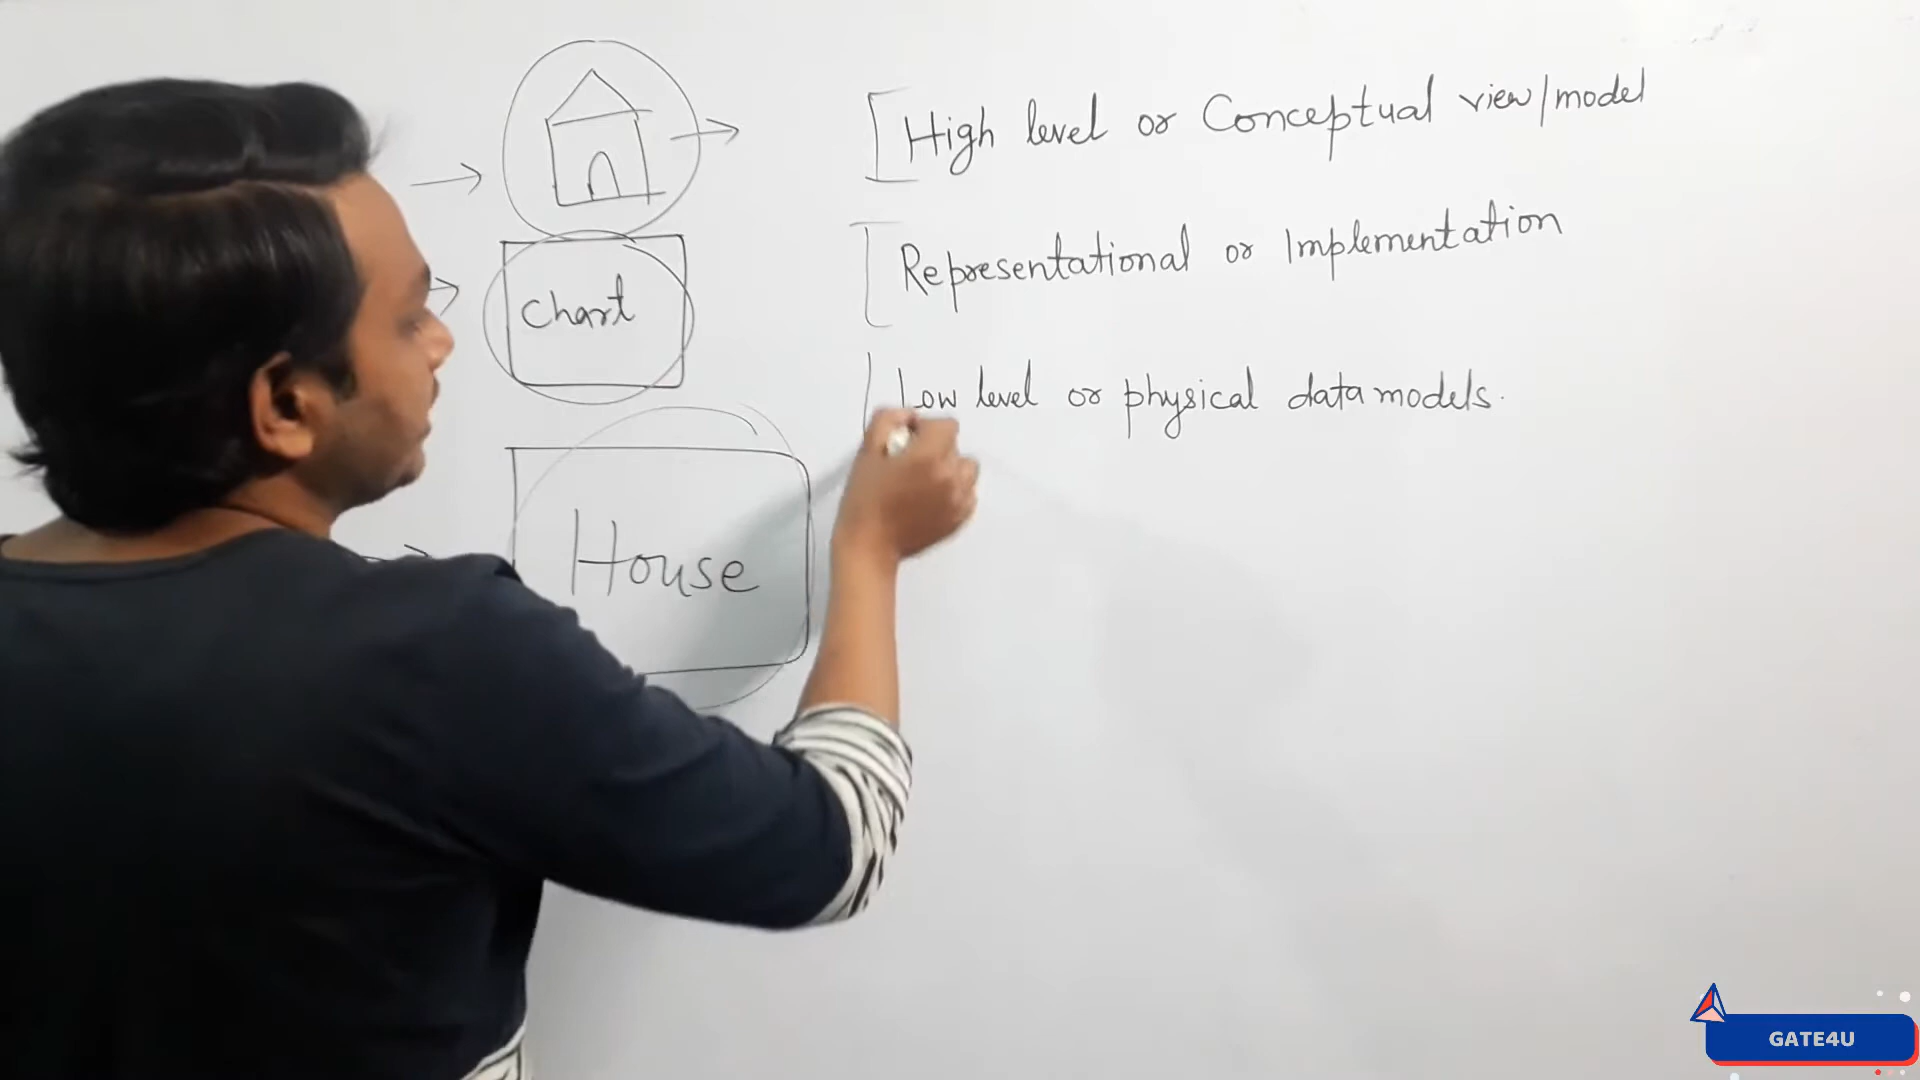 High level or Conceptual view/model
Chart
Representational or Implementation
Low level or physical data models.
House
GATE4U